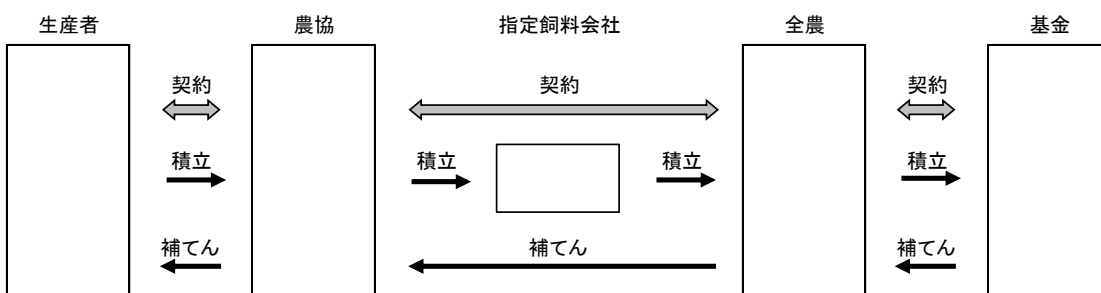 生産者 農協 指定飼料会社 全農 基金
契約 契約 契約
積立 積立 積立 積立
補てん 補てん 補てん